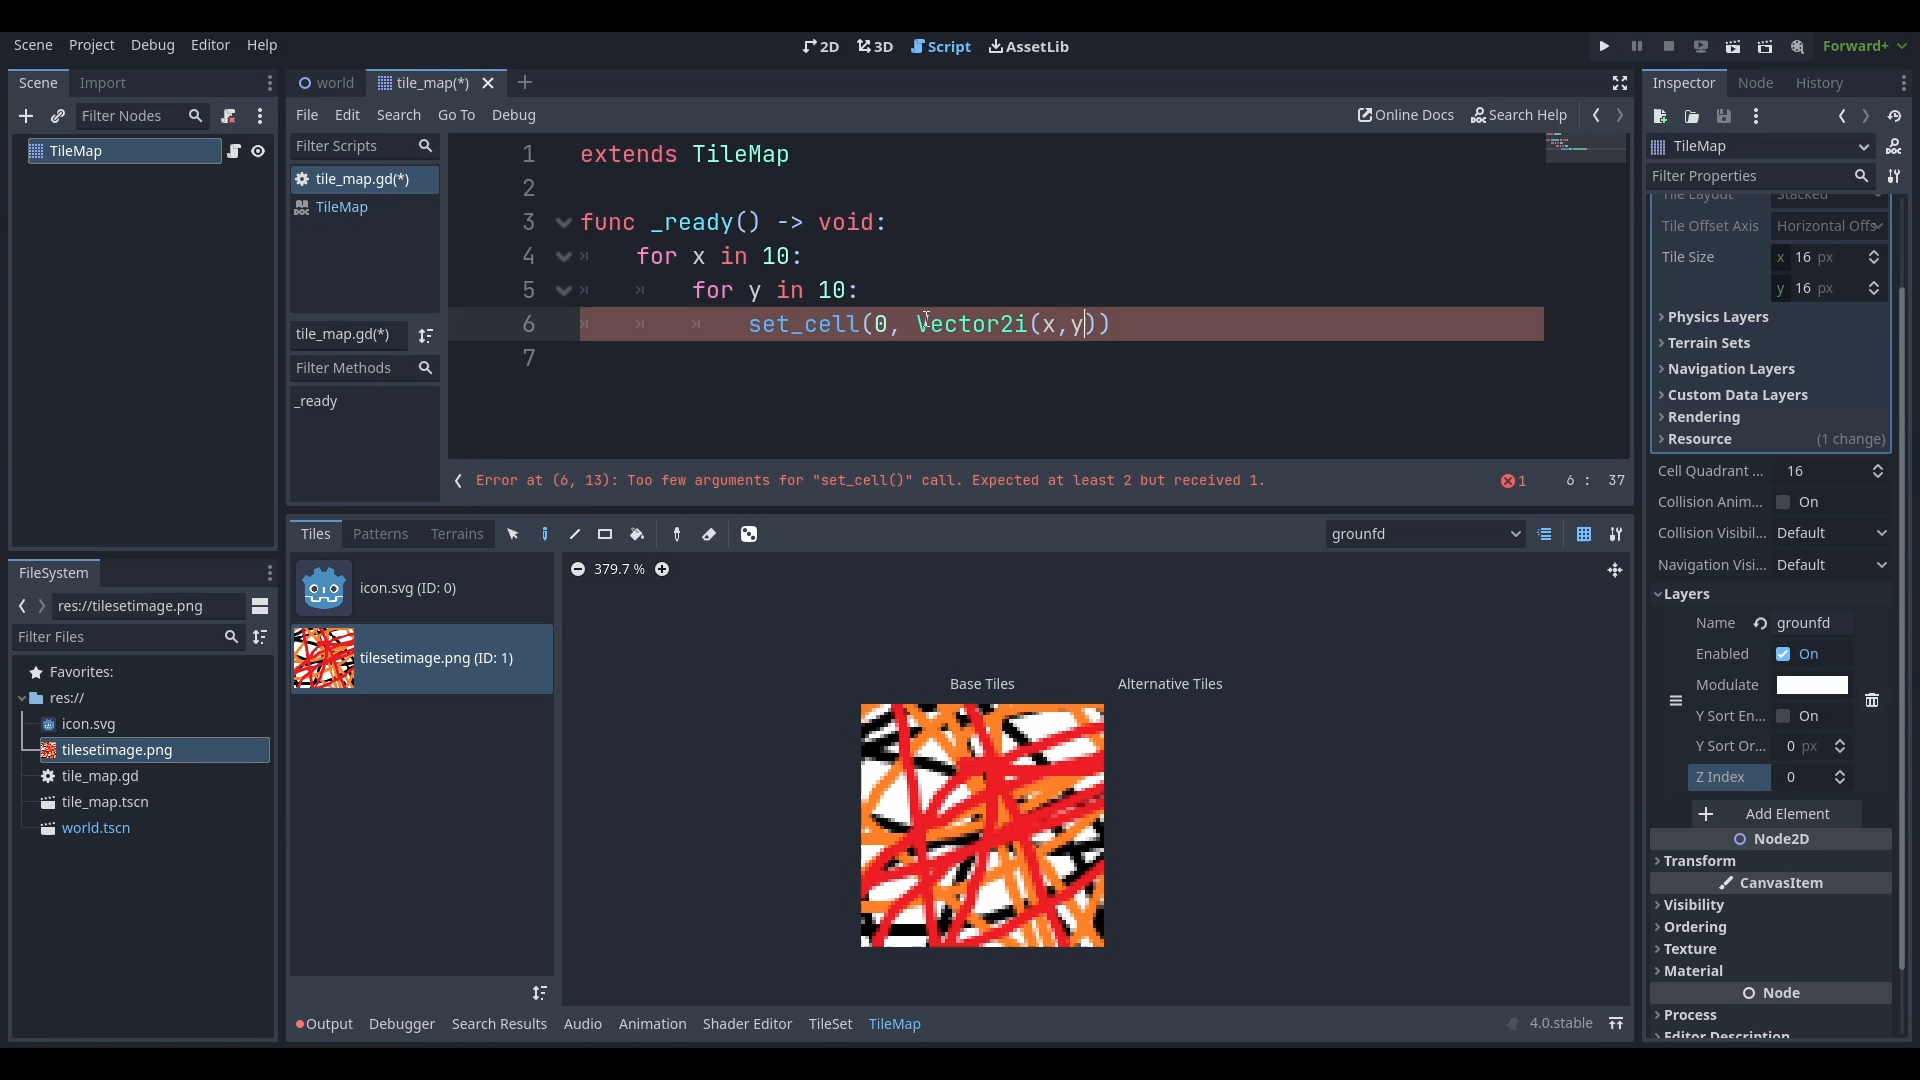 Scene Project Debug Editor Help
2D 3D Script AssetLib
Forward+
Scene Import
Filter Nodes
TileMap
FileSystem
res://tilesetimage.png
Filter Files
Favorites:
res://
icon.svg
tilesetimage.png
tile_map.gd
tile_map.tscn
world.tscn
world tile_map(*)
File Edit Search Go To Debug
Online Docs Search Help
Filter Scripts
tile_map.gd(*)
TileMap
tile_map.gd(*)
Filter Methods
_ready
1 extends TileMap
2
3 func _ready() -> void:
4 for x in 10:
5 for y in 10:
6 set_cell(0, Vector2i(x,y))
7
Error at (6, 13): Too few arguments for "set_cell()" call. Expected at least 2 but received 1.
1 6 : 37
Tiles Patterns Terrains
grounfd
icon.svg (ID: 0)
tilesetimage.png (ID: 1)
379.7 %
Base Tiles Alternative Tiles
Output Debugger Search Results Audio Animation Shader Editor TileSet TileMap
4.0.stable
Inspector Node History
TileMap
Filter Properties
Tile Layout Stacked
Tile Offset Axis Horizontal Offs
Tile Size x 16 px
y 16 px
Physics Layers
Terrain Sets
Navigation Layers
Custom Data Layers
Rendering
Resource (1 change)
Cell Quadrant ... 16
Collision Anim... On
Collision Visibil... Default
Navigation Visi... Default
Layers
Name grounfd
Enabled On
Modulate
Y Sort En... On
Y Sort Or... 0 px
Z Index 0
Add Element
Node2D
Transform
CanvasItem
Visibility
Ordering
Texture
Material
Node
Process
Editor Description